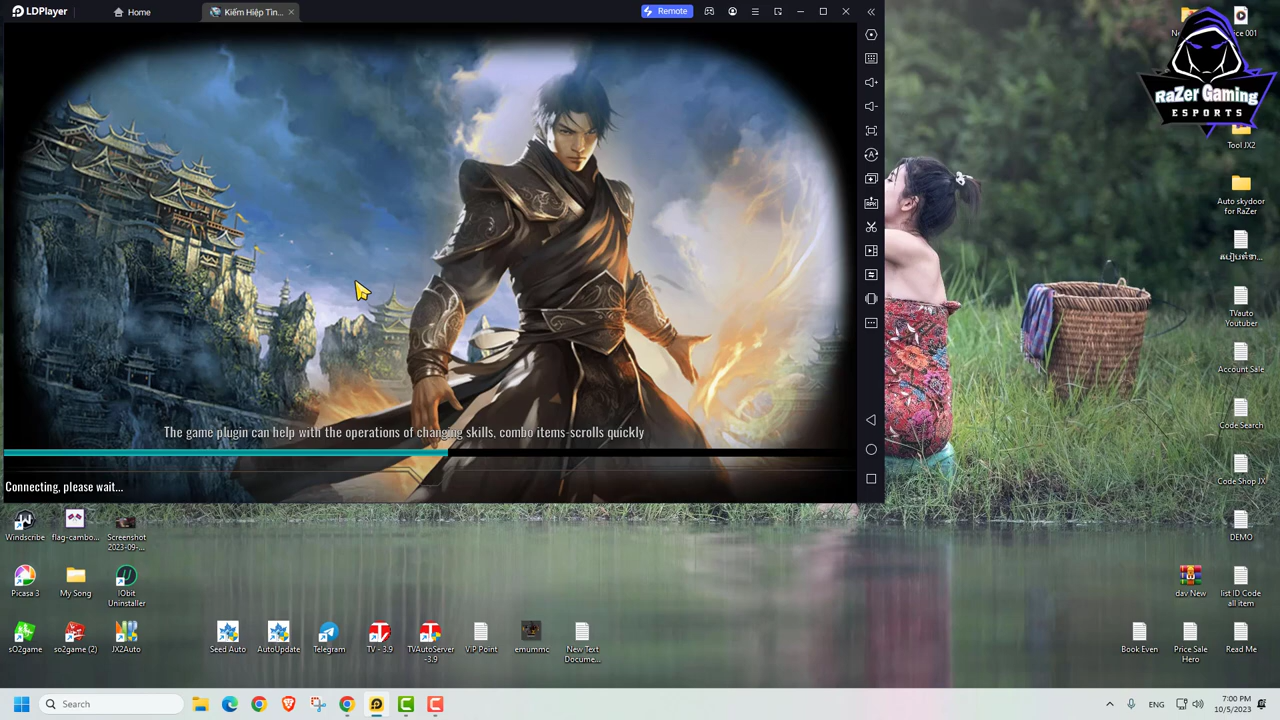 LDPlayer
Home
Kiếm Hiệp Tìn...
Remote
The game plugin can help with the operations of changing skills, combo items-scrolls quickly
Connecting, please wait...
RaZer Gaming
ESPORTS
Tool JX2
Auto skydoor
for RaZer
TVauto
Youtuber
Account Sale
Code Search
Code Shop JX
DEMO
dav New
list ID Code
all item
Book Even
Price Sale
Hero
Read Me
Windscribe
flag-cambo...
Screenshot
2023-09-...
Picasa 3
My Song
IObit
Uninstaller
sO2game
so2game (2)
JX2Auto
Seed Auto
AutoUpdate
Telegram
TV - 3.9
TVAutoServer
-3.9
V.I.P Point
emummc
New Text
Docume...
Search
ENG
7:00 PM
10/5/2023